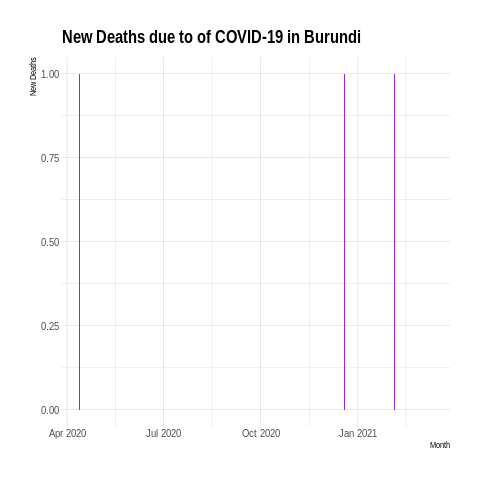 New Deaths due to of COVID-19 in Burundi
New Deaths
1.00
0.75
0.50
0.25
0.00
Apr 2020 Jul 2020 Oct 2020 Jan 2021
Month